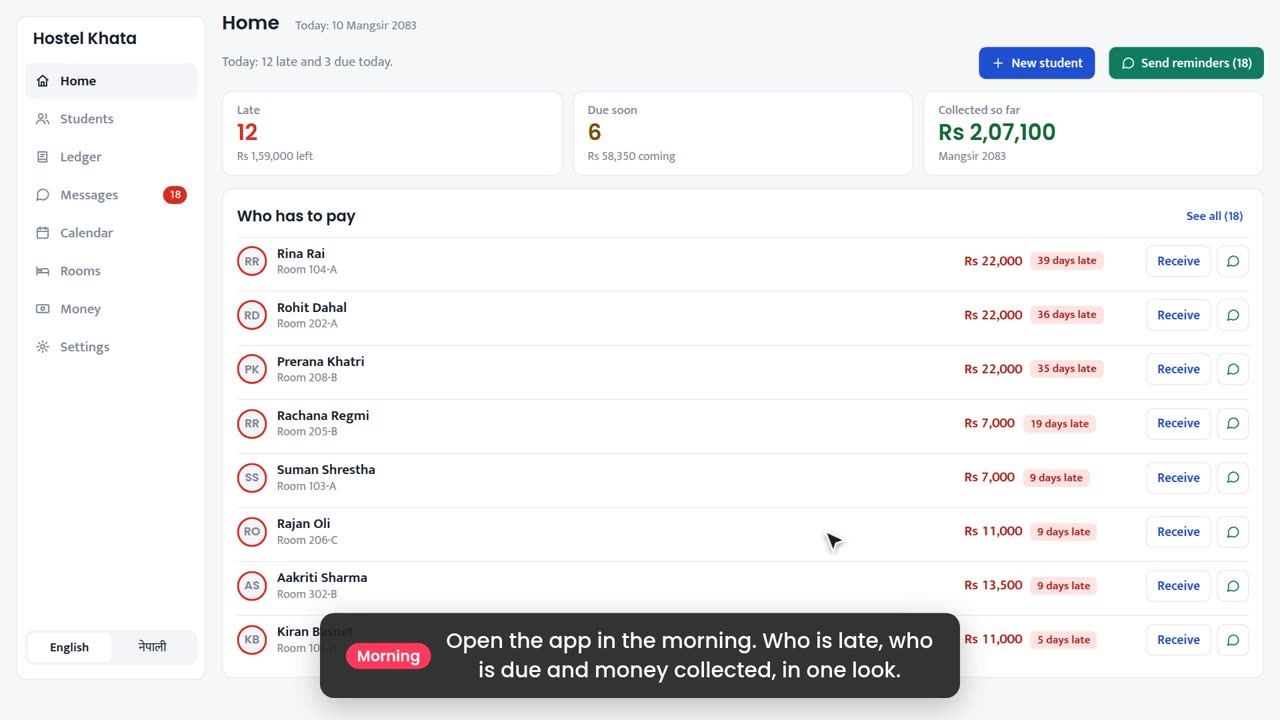 Hostel Khata
Home
Students
Ledger
Messages 18
Calendar
Rooms
Money
Settings
English नेपाली
Home Today: 10 Mangsir 2083
Today: 12 late and 3 due today.
New student
Send reminders (18)
Late
12
Rs 1,59,000 left
Due soon
6
Rs 58,350 coming
Collected so far
Rs 2,07,100
Mangsir 2083
Who has to pay See all (18)
RR Rina Rai Rs 22,000 39 days late Receive
Room 104-A
RD Rohit Dahal Rs 22,000 36 days late Receive
Room 202-A
PK Prerana Khatri Rs 22,000 35 days late Receive
Room 208-B
RR Rachana Regmi Rs 7,000 19 days late Receive
Room 205-B
SS Suman Shrestha Rs 7,000 9 days late Receive
Room 103-A
RO Rajan Oli Rs 11,000 9 days late Receive
Room 206-C
AS Aakriti Sharma Rs 13,500 9 days late Receive
Room 302-B
KB Kiran Basnet Rs 11,000 5 days late Receive
Room
Morning
Open the app in the morning. Who is late, who
is due and money collected, in one look.